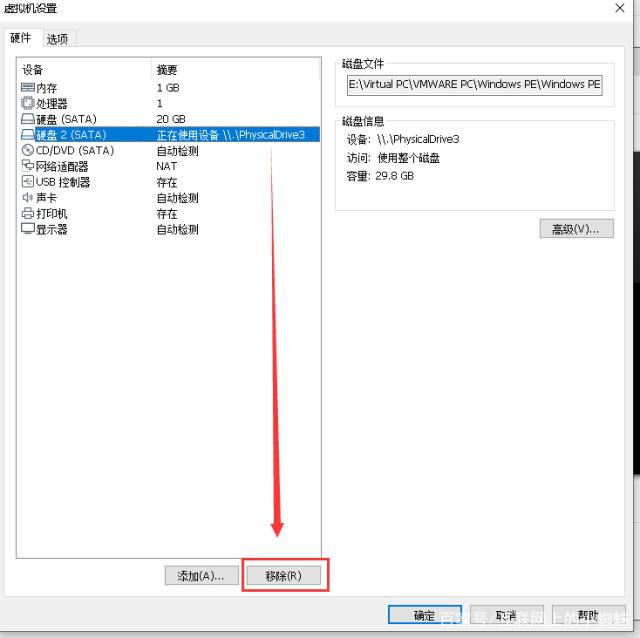 虚拟机设置
硬件 选项
设备 摘要
内存 1 GB
处理器 1
硬盘 (SATA) 20 GB
硬盘 2 (SATA) 正在使用设备 \\.\PhysicalDrive3
CD/DVD (SATA) 自动检测
网络适配器 NAT
USB 控制器 存在
声卡 自动检测
打印机 存在
显示器 自动检测
磁盘文件
E:\Virtual PC\VMWARE PC\Windows PE\Windows PE
磁盘信息
设备: \\.\PhysicalDrive3
访问: 使用整个磁盘
容量: 29.8 GB
高级(V)...
添加(A)... 移除(R)
确定 取消 帮助
百家号/互联网上的小蜘蛛